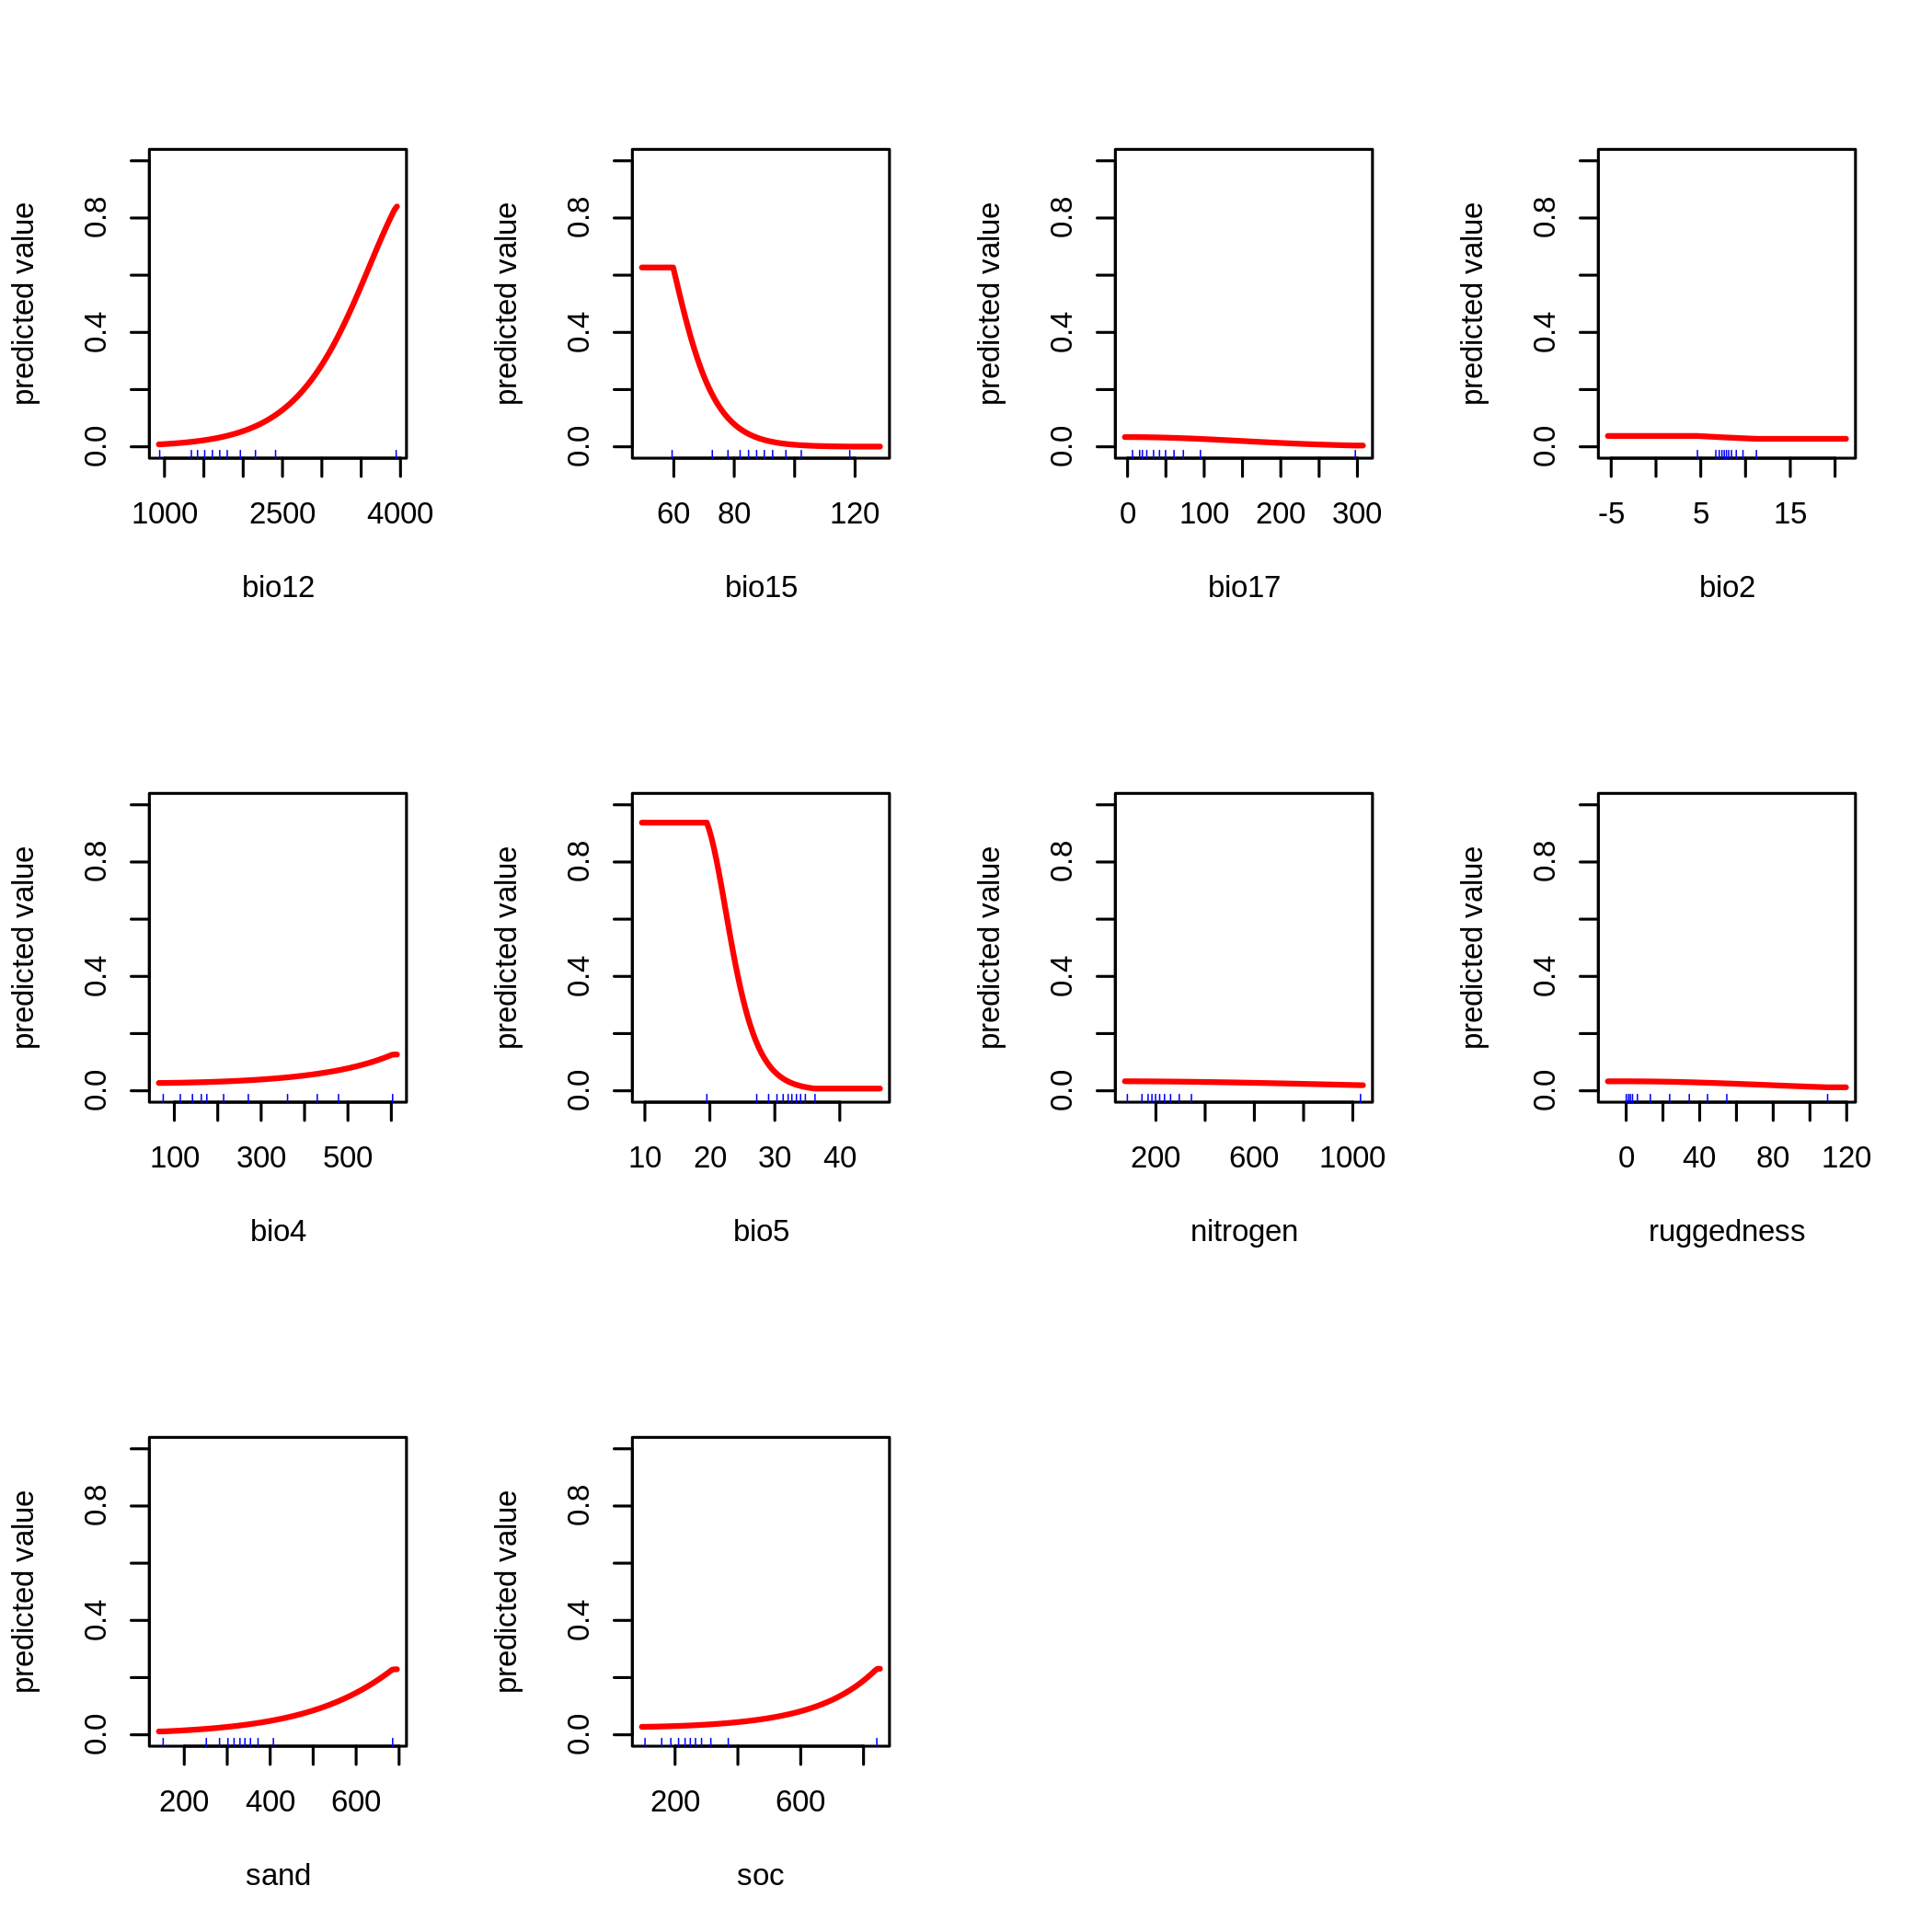 predicted value
0.0 0.4 0.8
1000 2500 4000
bio12
predicted value
0.0 0.4 0.8
60 80 120
bio15
predicted value
0.0 0.4 0.8
0 100 200 300
bio17
predicted value
0.0 0.4 0.8
-5 5 15
bio2
predicted value
0.0 0.4 0.8
100 300 500
bio4
predicted value
0.0 0.4 0.8
10 20 30 40
bio5
predicted value
0.0 0.4 0.8
200 600 1000
nitrogen
predicted value
0.0 0.4 0.8
0 40 80 120
ruggedness
predicted value
0.0 0.4 0.8
200 400 600
sand
predicted value
0.0 0.4 0.8
200 600
soc